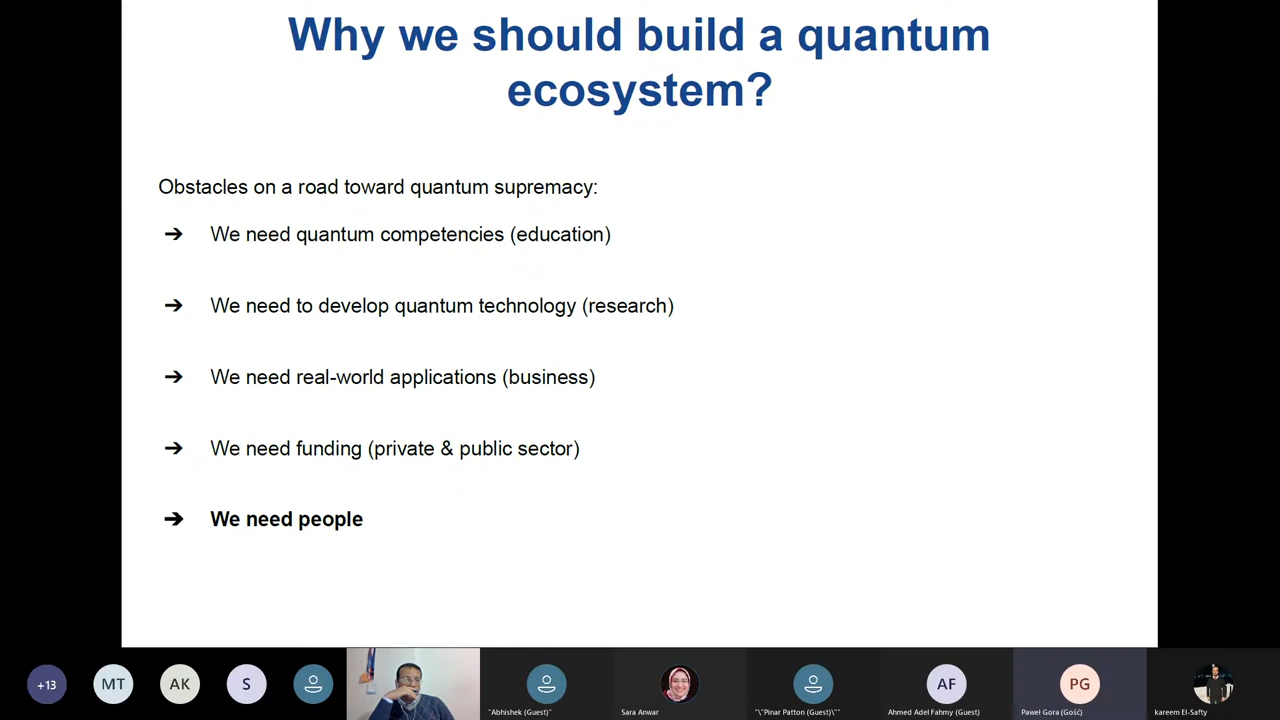 Why we should build a quantum
ecosystem?
Obstacles on a road toward quantum supremacy:
➔ We need quantum competencies (education)
➔ We need to develop quantum technology (research)
➔ We need real-world applications (business)
➔ We need funding (private & public sector)
➔ We need people
+13
MT
AK
S
"Abhishek (Guest)"
Sara Anwar
"\"Pinar Patton (Guest)\""
AF
Ahmed Adel Fahmy (Guest)
PG
Paweł Gora (Gość)
kareem El-Safty